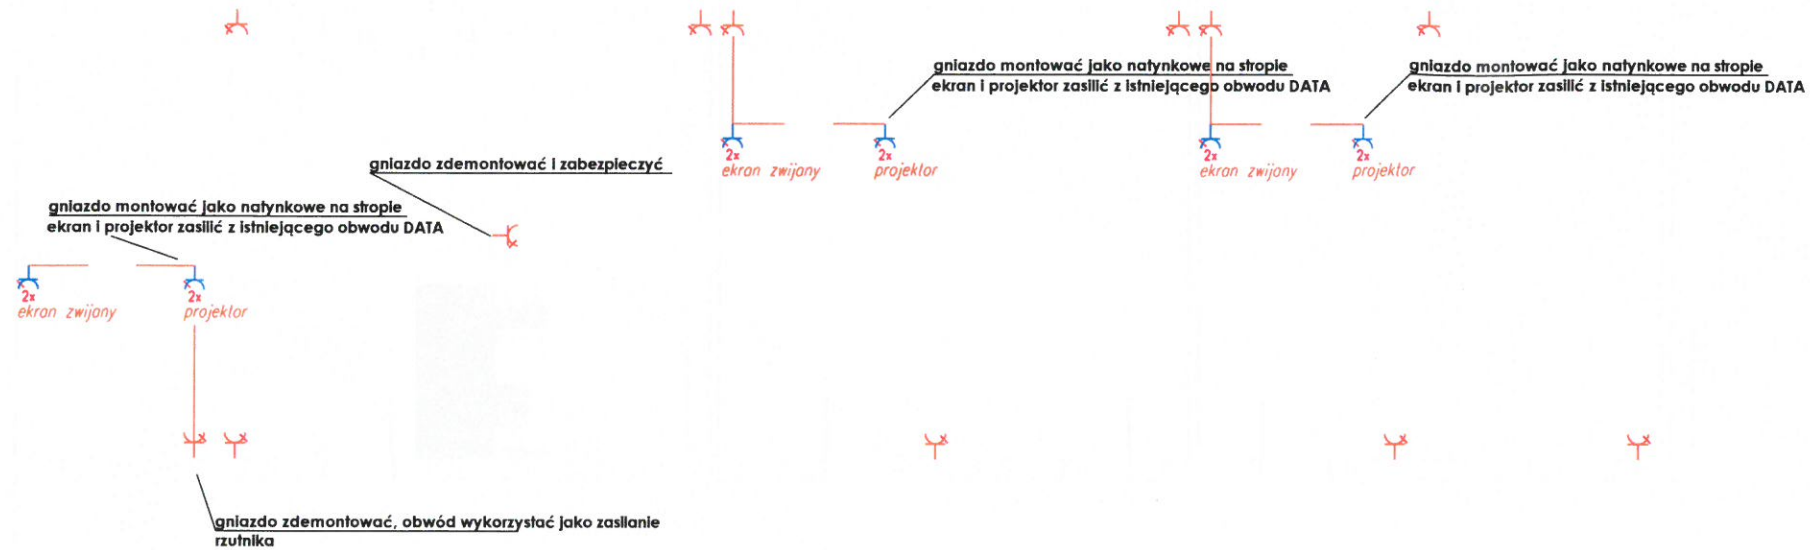 gniazdo montować jako natynkowe na stropie
ekran i projektor zasilić z istniejącego obwodu DATA
gniazdo montować jako natynkowe na stropie
ekran i projektor zasilić z istniejącego obwodu DATA
2x
ekran zwijany
2x
projektor
2x
ekran zwijany
2x
projektor
gniazdo zdemontować i zabezpieczyć
gniazdo montować jako natynkowe na stropie
ekran i projektor zasilić z istniejącego obwodu DATA
2x
ekran zwijany
2x
projektor
gniazdo zdemontować, obwód wykorzystać jako zasilanie
rzutnika